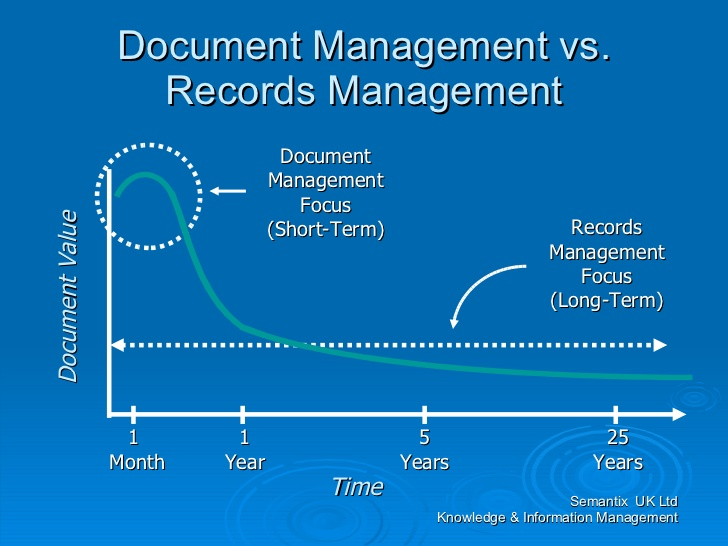 Document Management vs.
Records Management
Document
Management
Focus
(Short-Term)
Records
Management
Focus
(Long-Term)
Document Value
1
Month
1
Year
5
Years
25
Years
Time
Semantix UK Ltd
Knowledge & Information Management